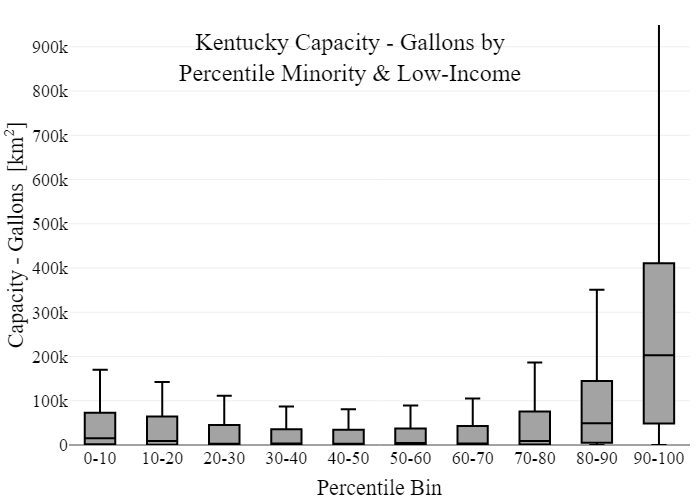 Kentucky Capacity - Gallons by
Percentile Minority & Low-Income
Capacity - Gallons [km²]
900k
800k
700k
600k
500k
400k
300k
200k
100k
0
0-10 10-20 20-30 30-40 40-50 50-60 60-70 70-80 80-90 90-100
Percentile Bin